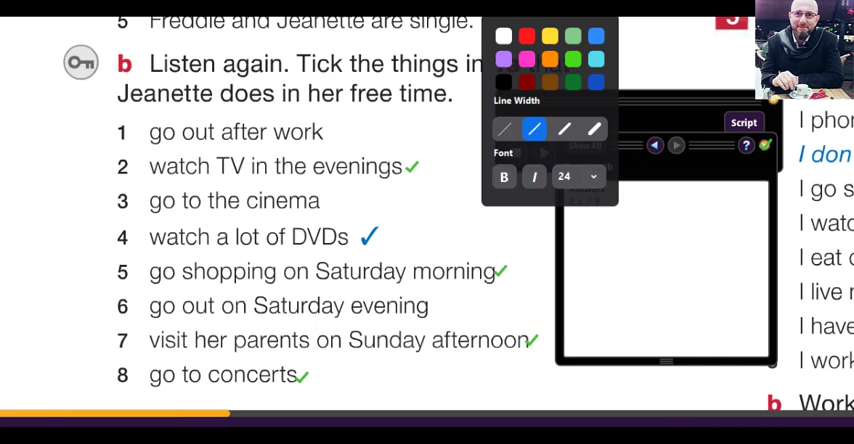 5 Freddie and Jeanette are single.
b Listen again. Tick the things in
Jeanette does in her free time.
1 go out after work
2 watch TV in the evenings
3 go to the cinema
4 watch a lot of DVDs
5 go shopping on Saturday morning
6 go out on Saturday evening
7 visit her parents on Sunday afternoon
8 go to concerts
Line Width
Font
B I 24
Script
?
3
I phon
I don
I go s
I watc
I eat
I live
I have
I work
b Work